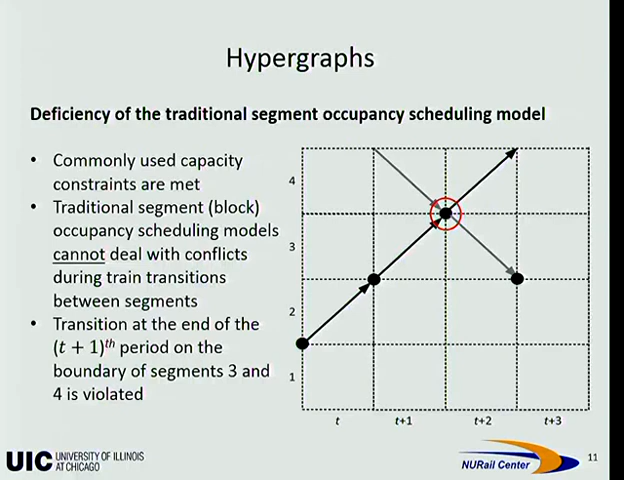 Hypergraphs
Deficiency of the traditional segment occupancy scheduling model
• Commonly used capacity
constraints are met
• Traditional segment (block)
occupancy scheduling models
cannot deal with conflicts
during train transitions
between segments
• Transition at the end of the
(t + 1)th period on the
boundary of segments 3 and
4 is violated
4
3
2
1
t t+1 t+2 t+3
UIC UNIVERSITY OF ILLINOIS
AT CHICAGO
NURail Center
11